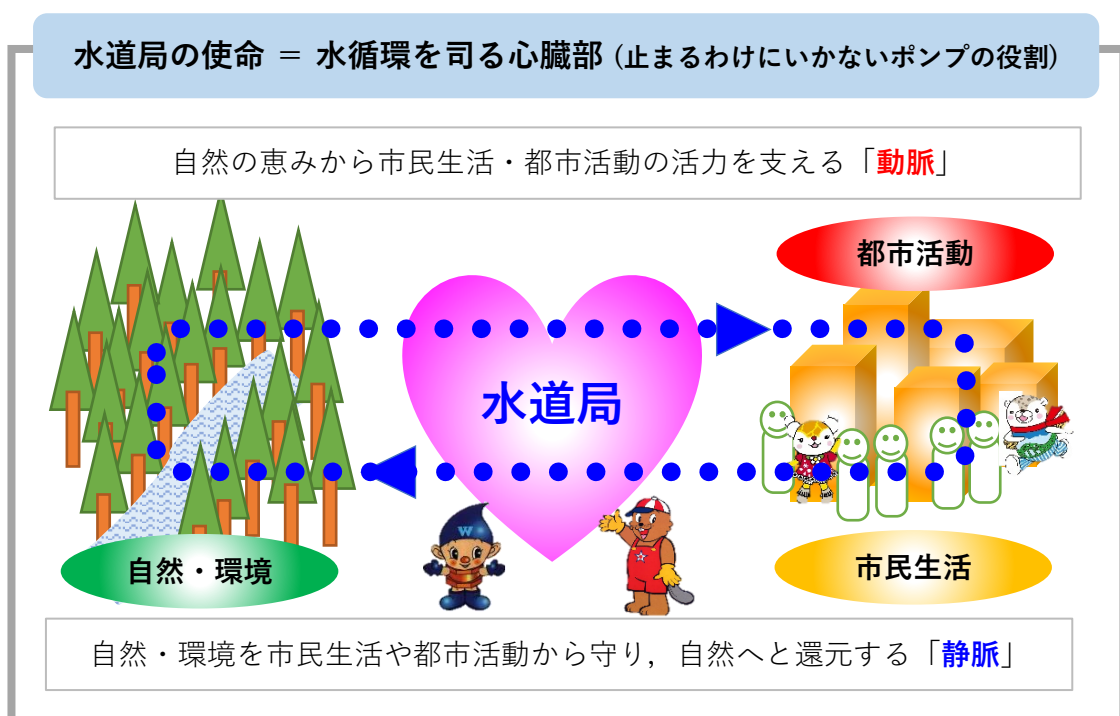 水道局の使命 = 水循環を司る心臓部 (止まるわけにいかないポンプの役割)
自然の恵みから市民生活・都市活動の活力を支える「動脈」
都市活動
水道局
W
自然・環境
市民生活
自然・環境を市民生活や都市活動から守り，自然へと還元する「静脈」